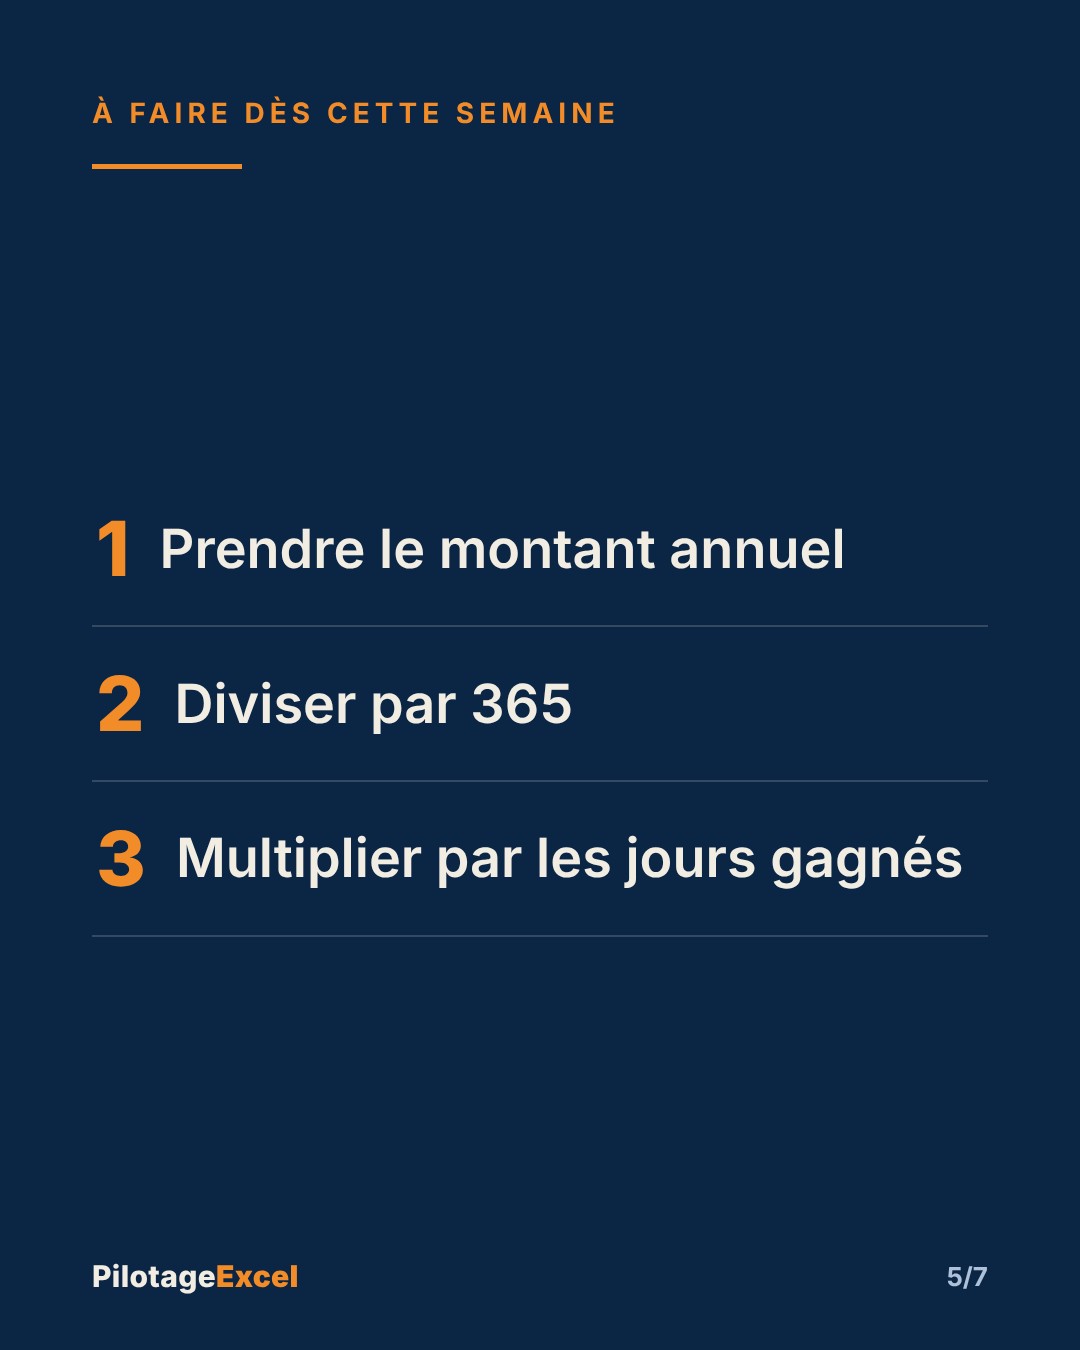 À FAIRE DÈS CETTE SEMAINE
1 Prendre le montant annuel
2 Diviser par 365
3 Multiplier par les jours gagnés
PilotageExcel
5/7